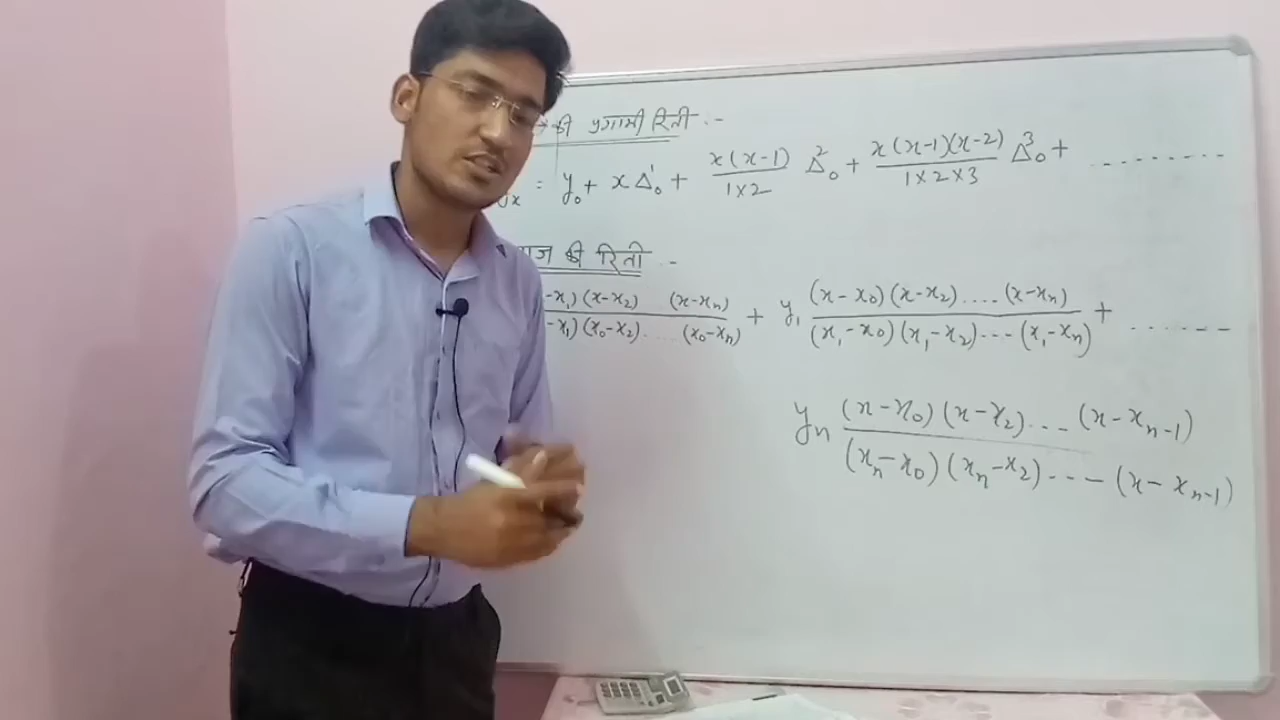 की प्रगामी रिती :-
yₓ = y₀ + xΔ¹₀ + x(x-1)/1×2 Δ²₀ + x(x-1)(x-2)/1×2×3 Δ³₀ + ........
की रिती :-
-x₁)(x-x₂) (x-xₙ)/-x₁)(x₀-x₂)..... (x₀-xₙ) + y₁ (x-x₀)(x-x₂)....(x-xₙ)/(x₁-x₀)(x₁-x₂)...(x₁-xₙ) + ......
yₙ (x-x₀)(x-x₂)...(x-xₙ₋₁)/(xₙ-x₀)(xₙ-x₂)...-(x-xₙ₋₁)